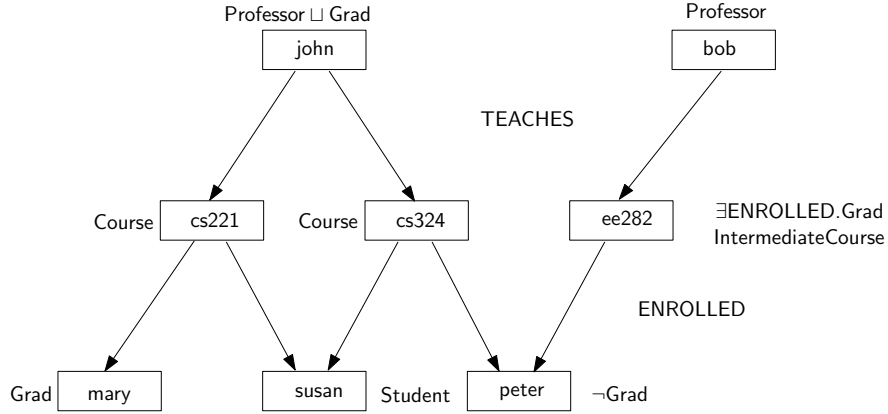 Professor ⊔ Grad
Professor
john
bob
TEACHES
Course
cs221
Course
cs324
ee282
∃ENROLLED.Grad
IntermediateCourse
ENROLLED
Grad
mary
susan
Student
peter
¬Grad